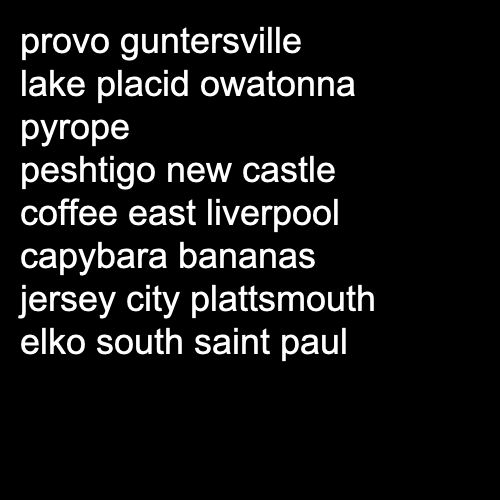 provo guntersville
lake placid owatonna
pyrope
peshtigo new castle
coffee east liverpool
capybara bananas
jersey city plattsmouth
elko south saint paul